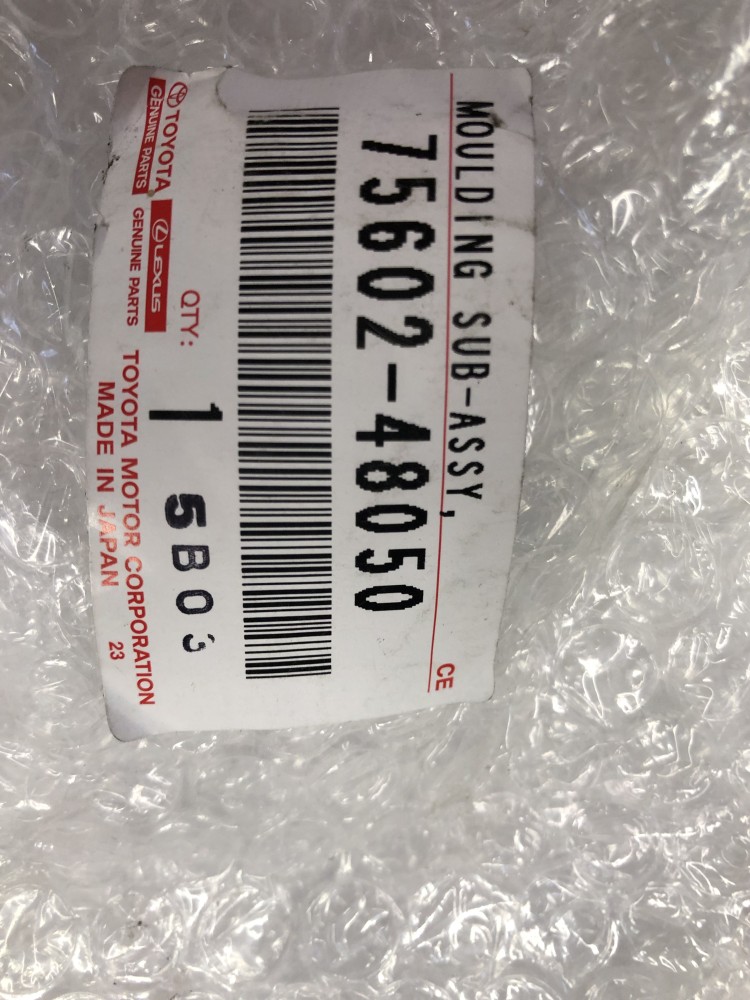 MOULDING SUB-ASSY,
CE
75602-48050
QTY:
1
5B03
TOYOTA
GENUINE PARTS
LEXUS
GENUINE PARTS
TOYOTA MOTOR CORPORATION
MADE IN JAPAN
23